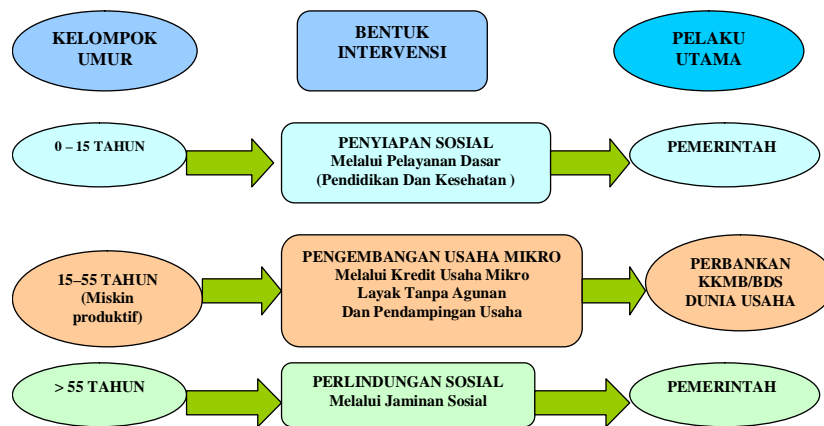 KELOMPOK
UMUR
BENTUK
INTERVENSI
PELAKU
UTAMA
0 – 15 TAHUN
PENYIAPAN SOSIAL
Melalui Pelayanan Dasar
(Pendidikan Dan Kesehatan )
PEMERINTAH
15–55 TAHUN
(Miskin
produktif)
PENGEMBANGAN USAHA MIKRO
Melalui Kredit Usaha Mikro
Layak Tanpa Agunan
Dan Pendampingan Usaha
PERBANKAN
KKMB/BDS
DUNIA USAHA
> 55 TAHUN
PERLINDUNGAN SOSIAL
Melalui Jaminan Sosial
PEMERINTAH